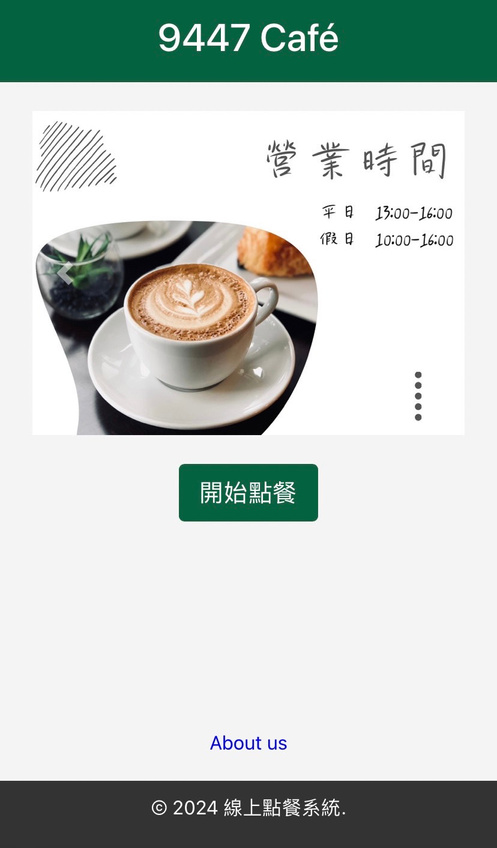 9447 Café
營業時間
平日 13:00-16:00
假日 10:00-16:00
開始點餐
About us
© 2024 線上點餐系統.